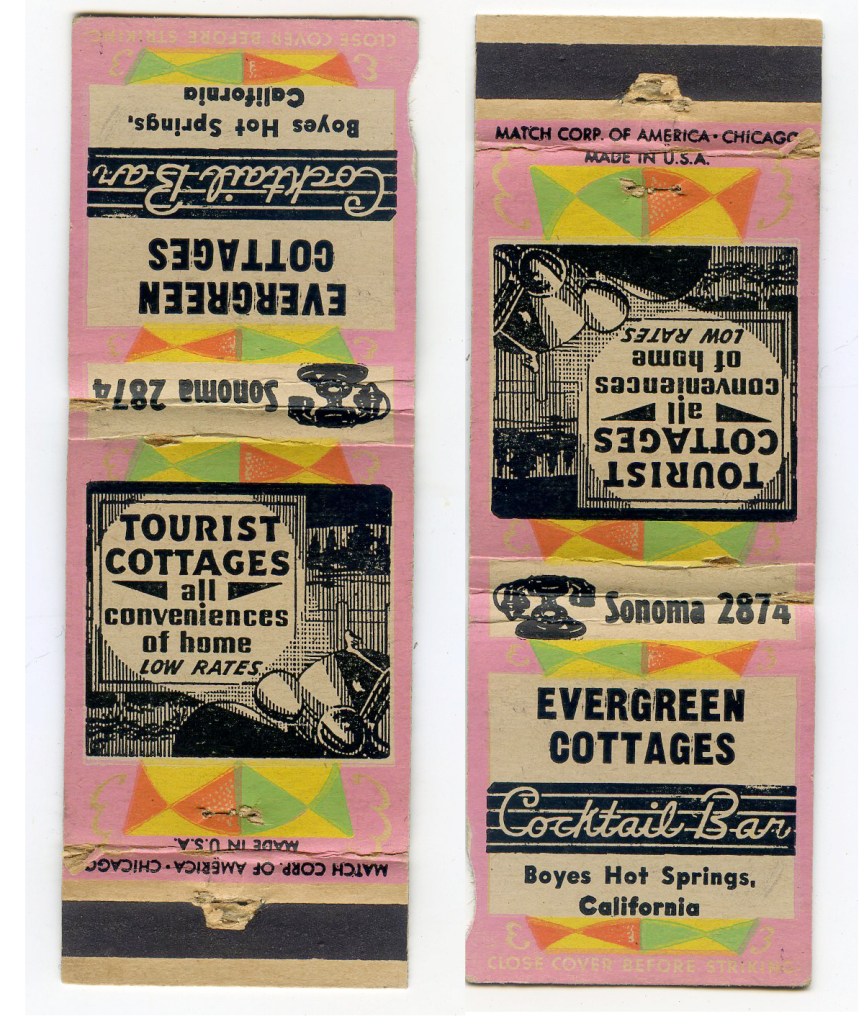 CLOSE COVER BEFORE STRIKING
Boyes Hot Springs,
California
Cocktail Bar
EVERGREEN
COTTAGES
Sonoma 2874
TOURIST
COTTAGES
all
conveniences
of home
LOW RATES
MADE IN U.S.A.
MATCH CORP. OF AMERICA • CHICAGO
MATCH CORP. OF AMERICA • CHICAGO
MADE IN U.S.A.
TOURIST
COTTAGES
all
conveniences
of home
LOW RATES
Sonoma 2874
EVERGREEN
COTTAGES
Cocktail Bar
Boyes Hot Springs,
California
CLOSE COVER BEFORE STRIKING